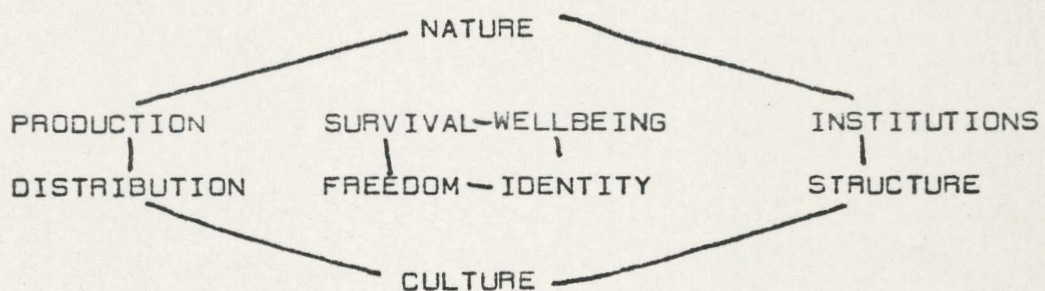 NATURE
PRODUCTION SURVIVAL-WELLBEING INSTITUTIONS
DISTRIBUTION FREEDOM-IDENTITY STRUCTURE
CULTURE